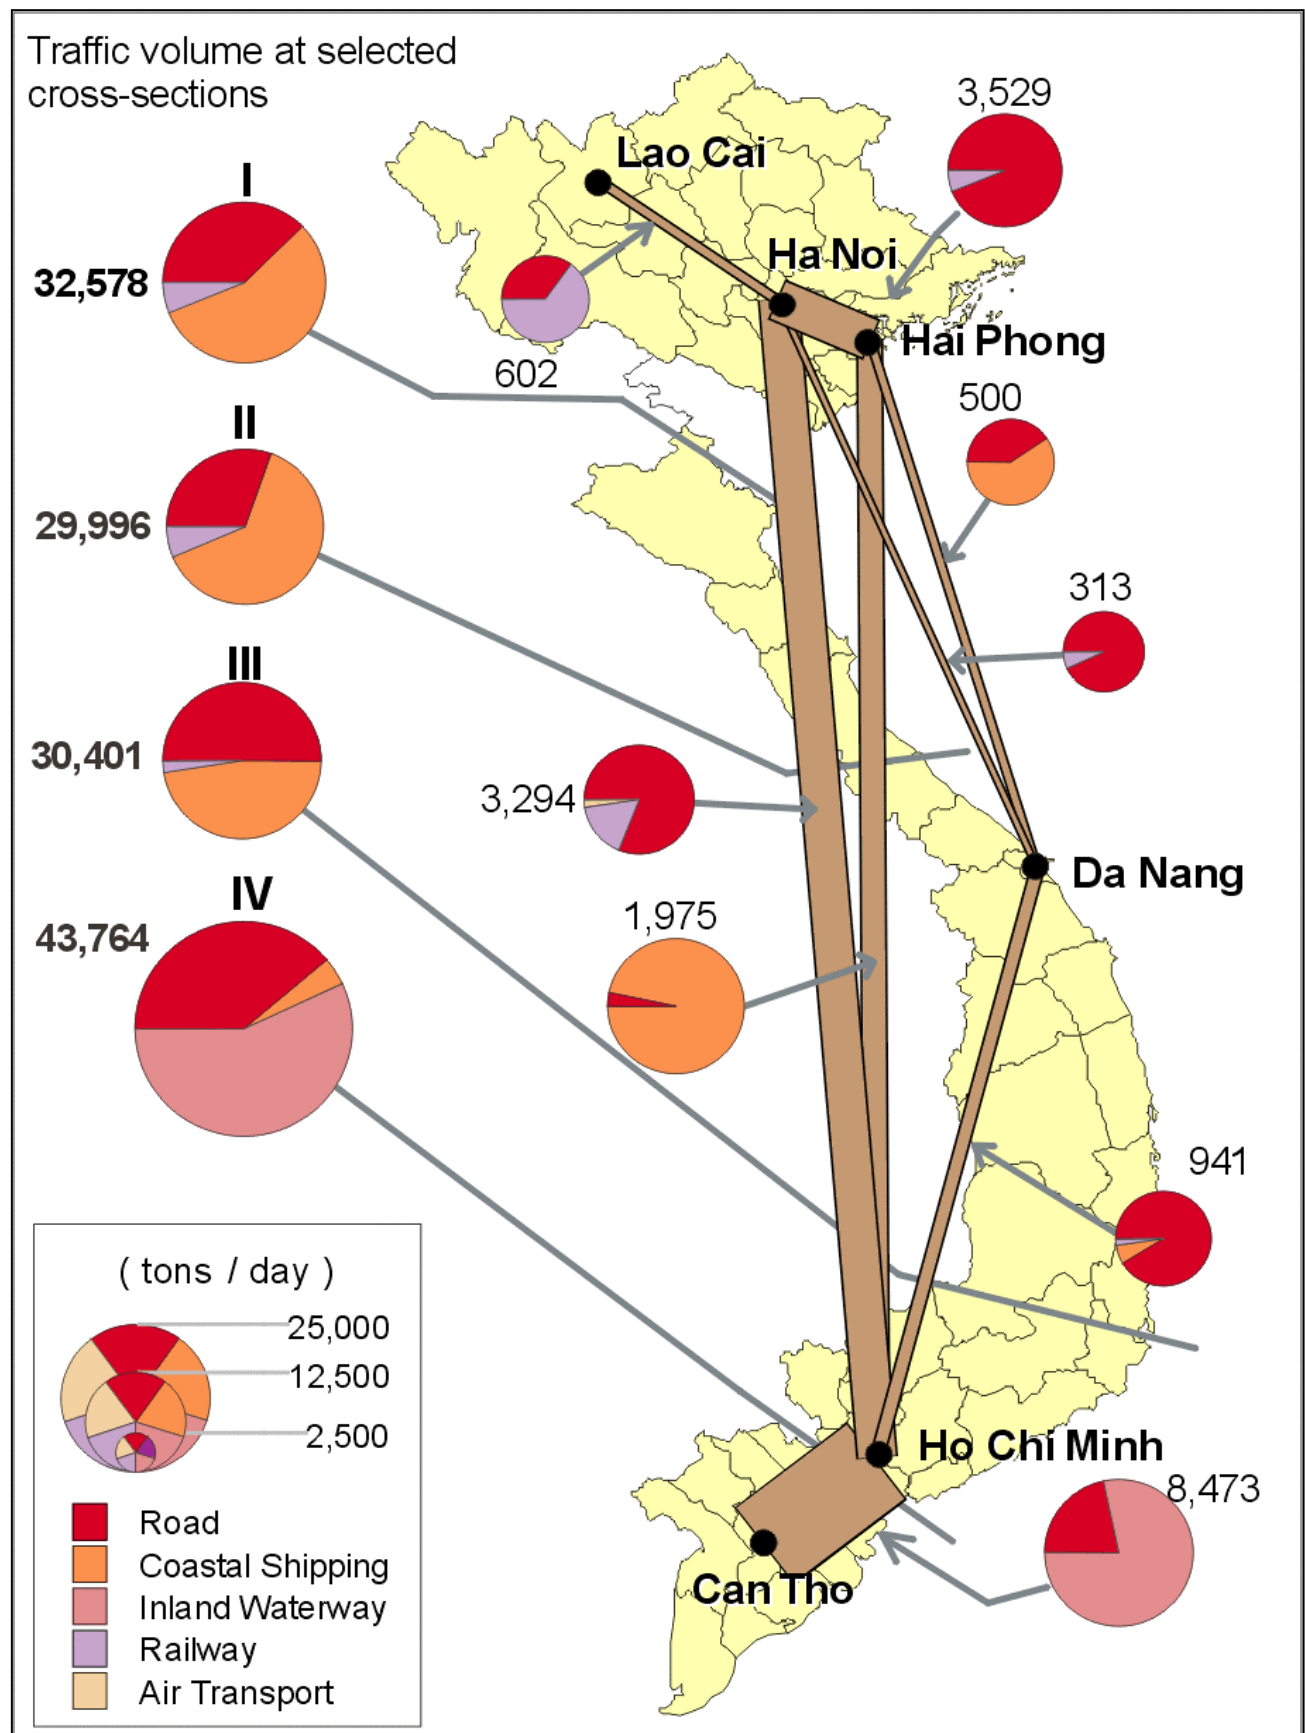 Traffic volume at selected
cross-sections
I
32,578
II
29,996
III
30,401
IV
43,764
Lao Cai
3,529
Ha Noi
Hai Phong
602
500
313
3,294
1,975
Da Nang
941
Ho Chi Minh
8,473
Can Tho
( tons / day )
25,000
12,500
2,500
Road
Coastal Shipping
Inland Waterway
Railway
Air Transport